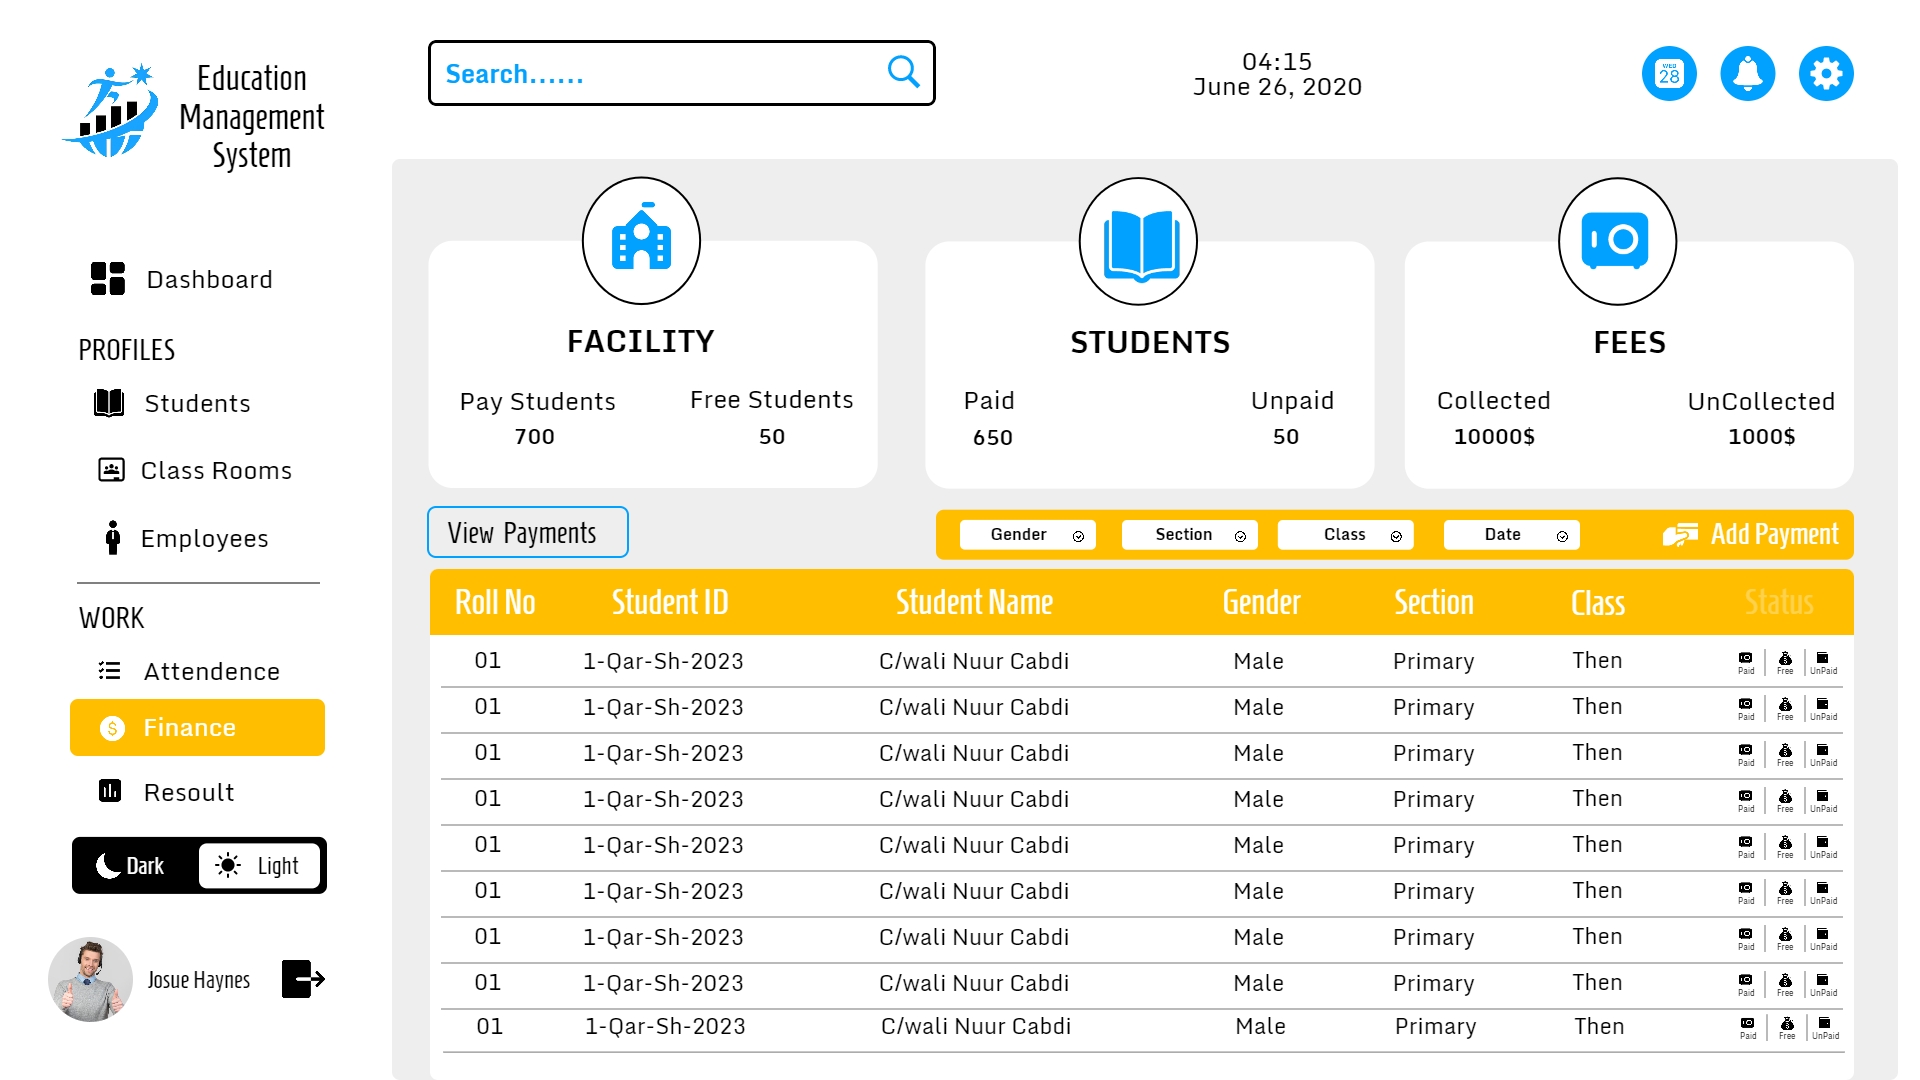 Education
Management
System
Search......
04:15
June 26, 2020
WED
28
Dashboard
PROFILES
Students
Class Rooms
Employees
WORK
Attendence
Finance
Resoult
Dark
Light
Josue Haynes
FACILITY
Pay Students
Free Students
700
50
STUDENTS
Paid
Unpaid
650
50
FEES
Collected
UnCollected
10000$
1000$
View Payments
Gender
Section
Class
Date
Add Payment
Roll No Student ID Student Name Gender Section Class Status
01 1-Qar-Sh-2023 C/wali Nuur Cabdi Male Primary Then Paid Free UnPaid
01 1-Qar-Sh-2023 C/wali Nuur Cabdi Male Primary Then Paid Free UnPaid
01 1-Qar-Sh-2023 C/wali Nuur Cabdi Male Primary Then Paid Free UnPaid
01 1-Qar-Sh-2023 C/wali Nuur Cabdi Male Primary Then Paid Free UnPaid
01 1-Qar-Sh-2023 C/wali Nuur Cabdi Male Primary Then Paid Free UnPaid
01 1-Qar-Sh-2023 C/wali Nuur Cabdi Male Primary Then Paid Free UnPaid
01 1-Qar-Sh-2023 C/wali Nuur Cabdi Male Primary Then Paid Free UnPaid
01 1-Qar-Sh-2023 C/wali Nuur Cabdi Male Primary Then Paid Free UnPaid
01 1-Qar-Sh-2023 C/wali Nuur Cabdi Male Primary Then Paid Free UnPaid